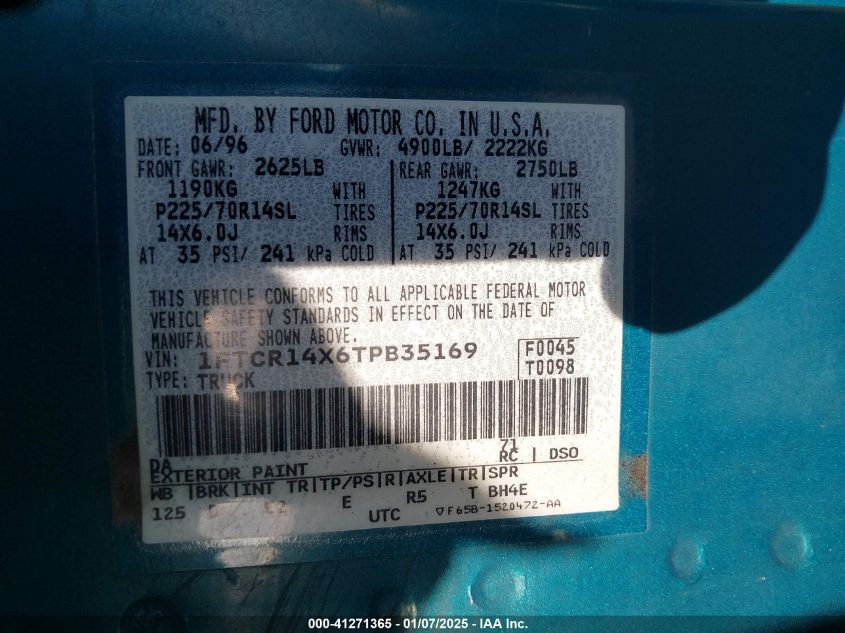 MFD. BY FORD MOTOR CO. IN U.S.A.
DATE: 06/96 GVWR: 4900LB/ 2222KG
FRONT GAWR: 2625LB REAR GAWR: 2750LB
1190KG WITH 1247KG WITH
P225/70R14SL TIRES P225/70R14SL TIRES
14X6.0J RIMS 14X6.0J RIMS
AT 35 PSI/ 241 kPa COLD AT 35 PSI/ 241 kPa COLD
THIS VEHICLE CONFORMS TO ALL APPLICABLE FEDERAL MOTOR
VEHICLE SAFETY STANDARDS IN EFFECT ON THE DATE OF
MANUFACTURE SHOWN ABOVE.
VIN: 1FTCR14X6TPB35169 F0045
TYPE: TRUCK T0098
71
DA RC | DSO
EXTERIOR PAINT
WB |BRK|INT TR|TP/PS|R|AXLE|TR|SPR
125 E R5 T BH4E
UTC ▽F65B-1520472-AA
000-41271365 - 01/07/2025 - IAA Inc.